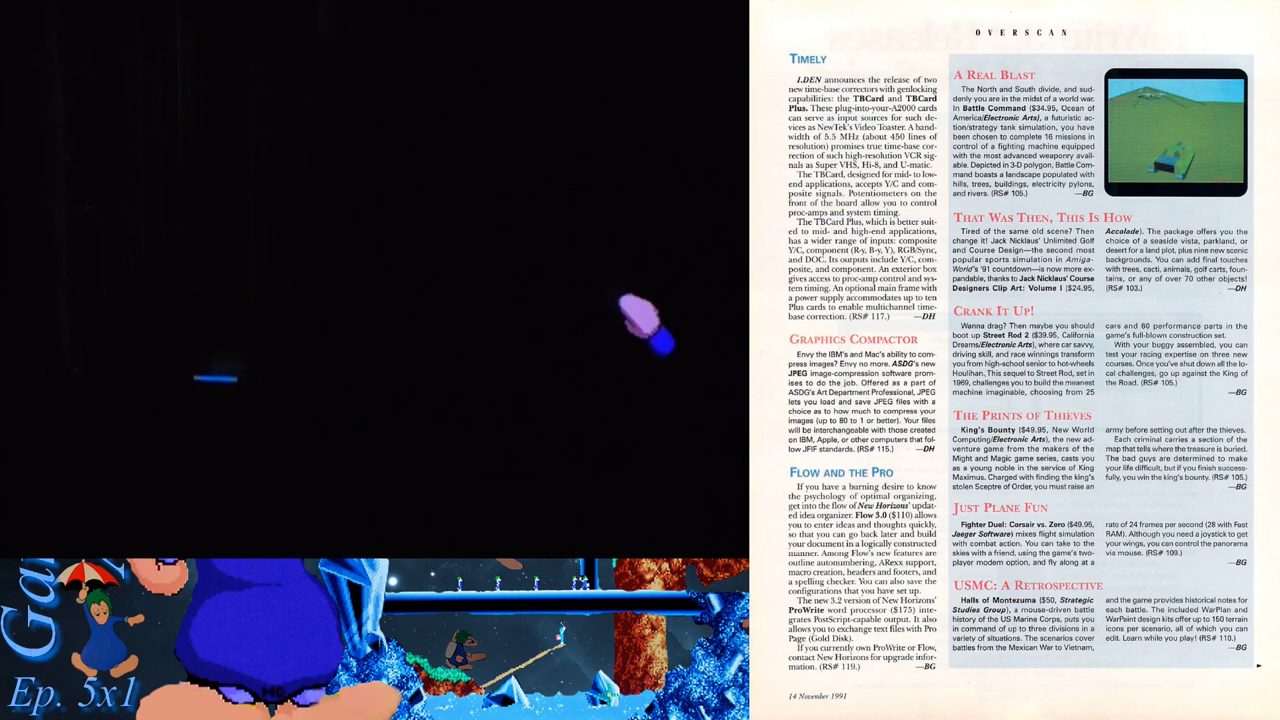 Ga
Ep. 5x1
OVERSCAN
TIMELY
I.DEN announces the release of two
new time-base correctors with genlocking
capabilities: the TBCard and TBCard
Plus. These plug-into-your-A2000 cards
can serve as input sources for such de-
vices as NewTek's Video Toaster. A band-
width of 5.5 MHz (about 450 lines of
resolution) promises true time-base cor-
rection of such high-resolution VCR sig-
nals as Super VHS, Hi-8, and U-matic.
The TBCard, designed for mid- to low-
end applications, accepts Y/C and com-
posite signals. Potentiometers on the
front of the board allow you to control
proc-amps and system timing.
The TBCard Plus, which is better suit-
ed to mid- and high-end applications,
has a wider range of inputs: composite
Y/C, component (R-y, B-y, Y), RGB/Sync,
and DOC. Its outputs include Y/C, com-
posite, and component. An exterior box
gives access to proc-amp control and sys-
tem timing. An optional main frame with
a power supply accommodates up to ten
Plus cards to enable multichannel time-
base correction. (RS# 117.) —DH
GRAPHICS COMPACTOR
Envy the IBM's and Mac's ability to com-
press images? Envy no more. ASDG's new
JPEG image-compression software prom-
ises to do the job. Offered as a part of
ASDG's Art Department Professional, JPEG
lets you load and save JPEG files with a
choice as to how much to compress your
images (up to 80 to 1 or better). Your files
will be interchangeable with those created
on IBM, Apple, or other computers that fol-
low JFIF standards. (RS# 115.) —DH
FLOW AND THE PRO
If you have a burning desire to know
the psychology of optimal organizing,
get into the flow of New Horizons' updat-
ed idea organizer. Flow 3.0 ($110) allows
you to enter ideas and thoughts quickly,
so that you can go back later and build
your document in a logically constructed
manner. Among Flow's new features are
outline autonumbering, ARexx support,
macro creation, headers and footers, and
a spelling checker. You can also save the
configurations that you have set up.
The new 3.2 version of New Horizons'
ProWrite word processor ($175) inte-
grates PostScript-capable output. It also
allows you to exchange text files with Pro
Page (Gold Disk).
If you currently own ProWrite or Flow,
contact New Horizons for upgrade infor-
mation. (RS# 119.) —BG
A REAL BLAST
The North and South divide, and sud-
denly you are in the midst of a world war.
In Battle Command ($34.95, Ocean of
America/Electronic Arts), a futuristic ac-
tion/strategy tank simulation, you have
been chosen to complete 16 missions in
control of a fighting machine equipped
with the most advanced weaponry avail-
able. Depicted in 3-D polygon, Battle Com-
mand boasts a landscape populated with
hills, trees, buildings, electricity pylons,
and rivers. (RS# 105.) —BG
THAT WAS THEN, THIS IS HOW
Tired of the same old scene? Then
change it! Jack Nicklaus' Unlimited Golf
and Course Design—the second most
popular sports simulation in Amiga-
World's '91 countdown—is now more ex-
pandable, thanks to Jack Nicklaus' Course
Designers Clip Art: Volume I ($24.95,
Accolade). The package offers you the
choice of a seaside vista, parkland, or
desert for a land plot, plus nine new scenic
backgrounds. You can add final touches
with trees, cacti, animals, golf carts, foun-
tains, or any of over 70 other objects!
(RS# 103.) —DH
CRANK IT UP!
Wanna drag? Then maybe you should
boot up Street Rod 2 ($39.95, California
Dreams/Electronic Arts), where car savvy,
driving skill, and race winnings transform
you from high-school senior to hot-wheels
Houlihan. This sequel to Street Rod, set in
1969, challenges you to build the meanest
machine imaginable, choosing from 25
cars and 60 performance parts in the
game's full-blown construction set.
With your buggy assembled, you can
test your racing expertise on three new
courses. Once you've shut down all the lo-
cal challenges, go up against the King of
the Road. (RS# 105.)
—BG
THE PRINTS OF THIEVES
King's Bounty ($49.95, New World
Computing/Electronic Arts), the new ad-
venture game from the makers of the
Might and Magic game series, casts you
as a young noble in the service of King
Maximus. Charged with finding the king's
stolen Sceptre of Order, you must raise an
army before setting out after the thieves.
Each criminal carries a section of the
map that tells where the treasure is buried.
The bad guys are determined to make
your life difficult, but if you finish success-
fully, you win the king's bounty. (RS# 105.)
—BG
JUST PLANE FUN
Fighter Duel: Corsair vs. Zero ($49.95,
Jaeger Software) mixes flight simulation
with combat action. You can take to the
skies with a friend, using the game's two-
player modem option, and fly along at a
rate of 24 frames per second (28 with Fast
RAM). Although you need a joystick to get
your wings, you can control the panorama
via mouse. (RS# 109.)
—BG
USMC: A RETROSPECTIVE
Halls of Montezuma ($50, Strategic
Studies Group), a mouse-driven battle
history of the US Marine Corps, puts you
in command of up to three divisions in a
variety of situations. The scenarios cover
battles from the Mexican War to Vietnam,
and the game provides historical notes for
each battle. The included WarPlan and
WarPaint design kits offer up to 150 terrain
icons per scenario, all of which you can
edit. Learn while you play! (RS# 110.)
—BG
14 November 1991